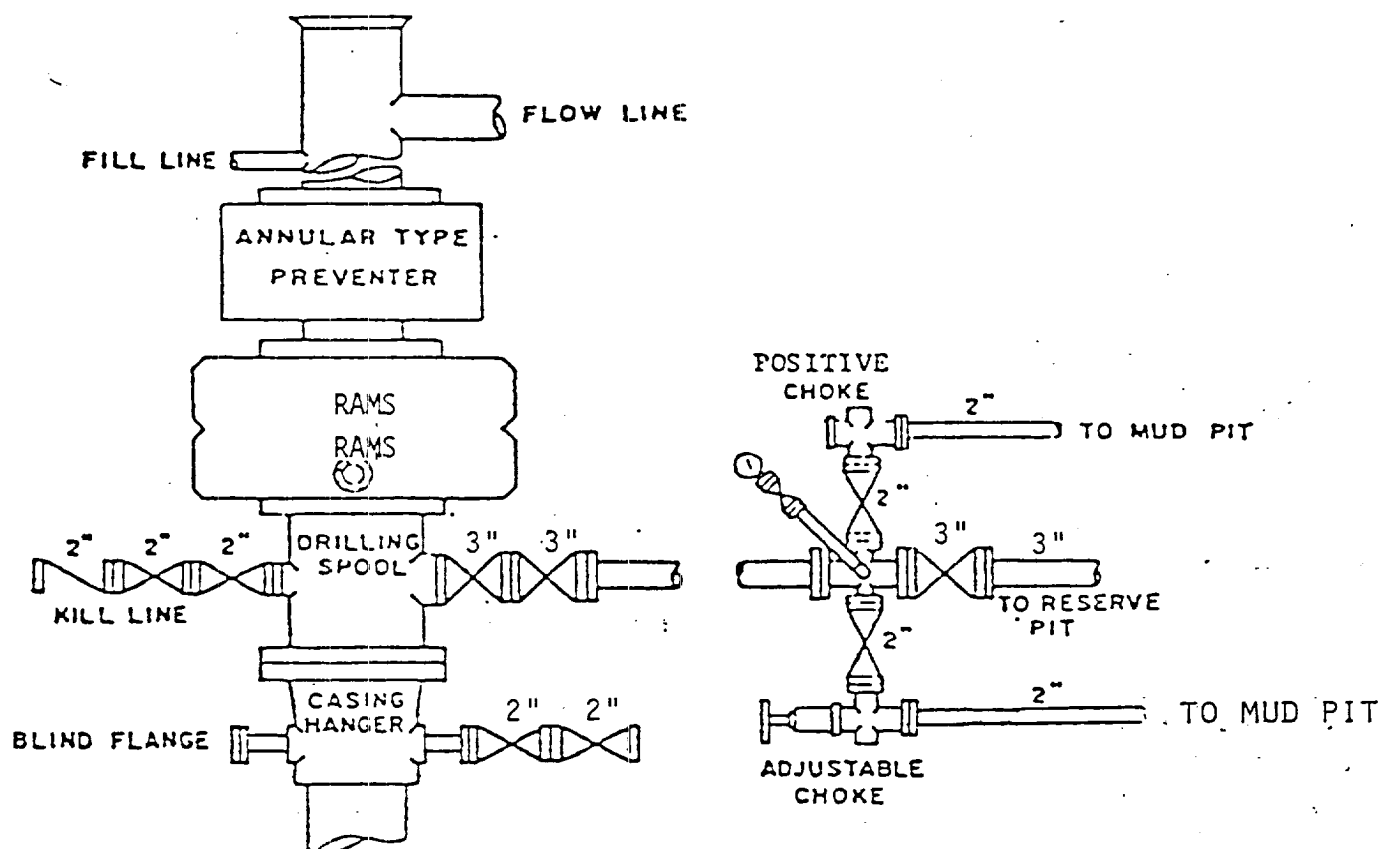 FLOW LINE
FILL LINE
ANNULAR TYPE
PREVENTER
RAMS
RAMS
2" 2" 2"
DRILLING
SPOOL
3" 3"
KILL LINE
CASING
HANGER
2" 2"
BLIND FLANGE
POSITIVE
CHOKE
2"
TO MUD PIT
2"
3" 3"
TO RESERVE
PIT
2"
2"
TO MUD PIT
ADJUSTABLE
CHOKE